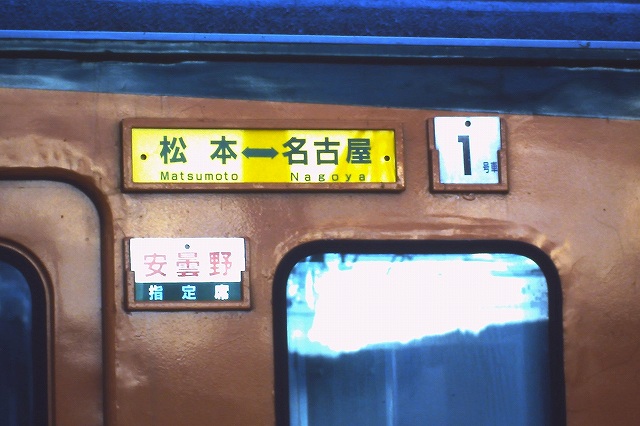 松本⬌名古屋
Matsumoto Nagoya
1
号車
安曇野
指定席